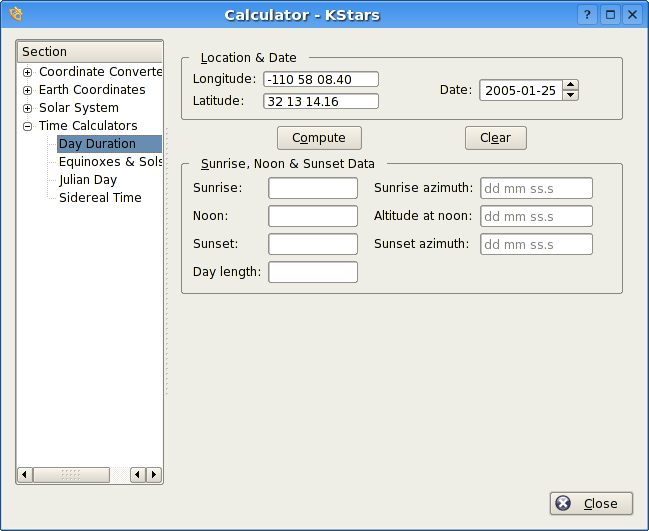 Calculator - KStars
Section
Coordinate Converte
Earth Coordinates
Solar System
Time Calculators
Day Duration
Equinoxes & Sols
Julian Day
Sidereal Time
Location & Date
Longitude: -110 58 08.40
Latitude: 32 13 14.16
Date: 2005-01-25
Compute Clear
Sunrise, Noon & Sunset Data
Sunrise: Sunrise azimuth: dd mm ss.s
Noon: Altitude at noon: dd mm ss.s
Sunset: Sunset azimuth: dd mm ss.s
Day length:
Close